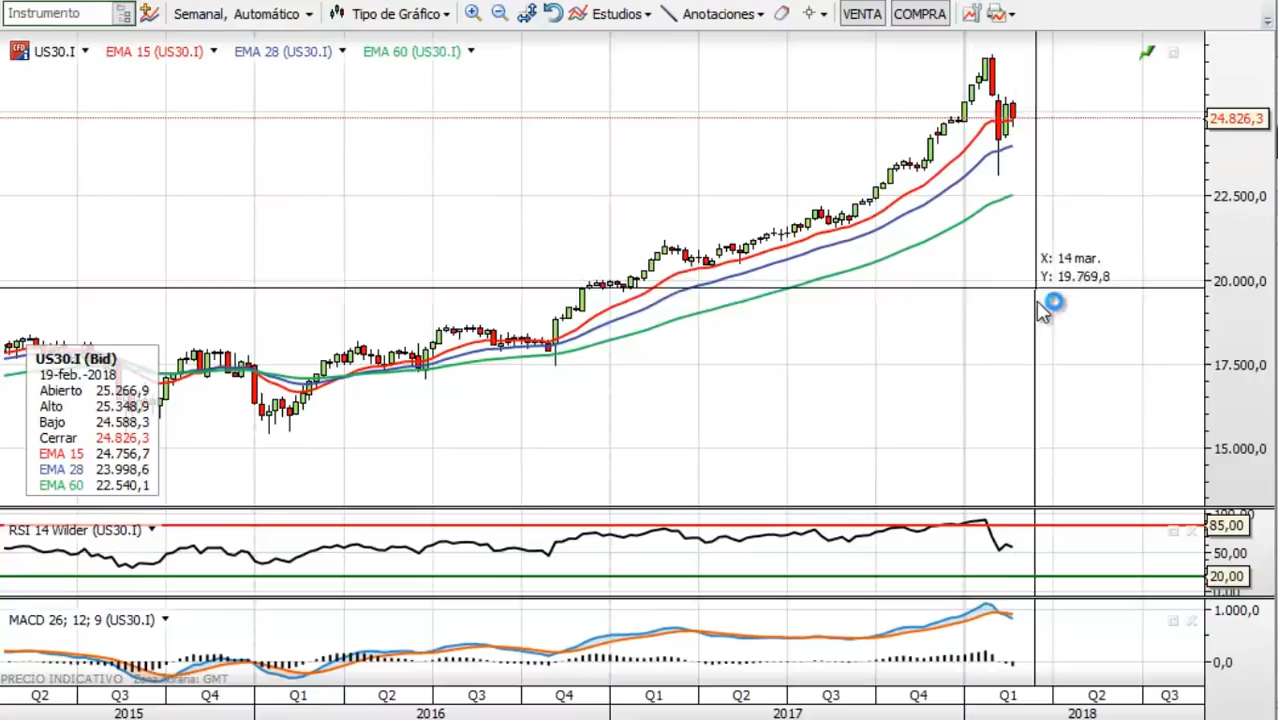 Instrumento
Semanal, Automático
Tipo de Gráfico
Estudios
Anotaciones
VENTA
COMPRA
US30.I
EMA 15 (US30.I)
EMA 28 (US30.I)
EMA 60 (US30.I)
24.826,3
22.500,0
X: 14 mar.
Y: 19.769,8
20.000,0
17.500,0
15.000,0
US30.I (Bid)
19-feb.-2018
Abierto 25.266,9
Alto 25.348,9
Bajo 24.588,3
Cerrar 24.826,3
EMA 15 24.756,7
EMA 28 23.998,6
EMA 60 22.540,1
RSI 14 Wilder (US30.I)
85,00
50,00
20,00
MACD 26; 12; 9 (US30.I)
1.000,0
0,0
PRECIO INDICATIVO Zona horaria: GMT
Q2 Q3 Q4 Q1 Q2 Q3 Q4 Q1 Q2 Q3 Q4 Q1 Q2 Q3
2015 2016 2017 2018